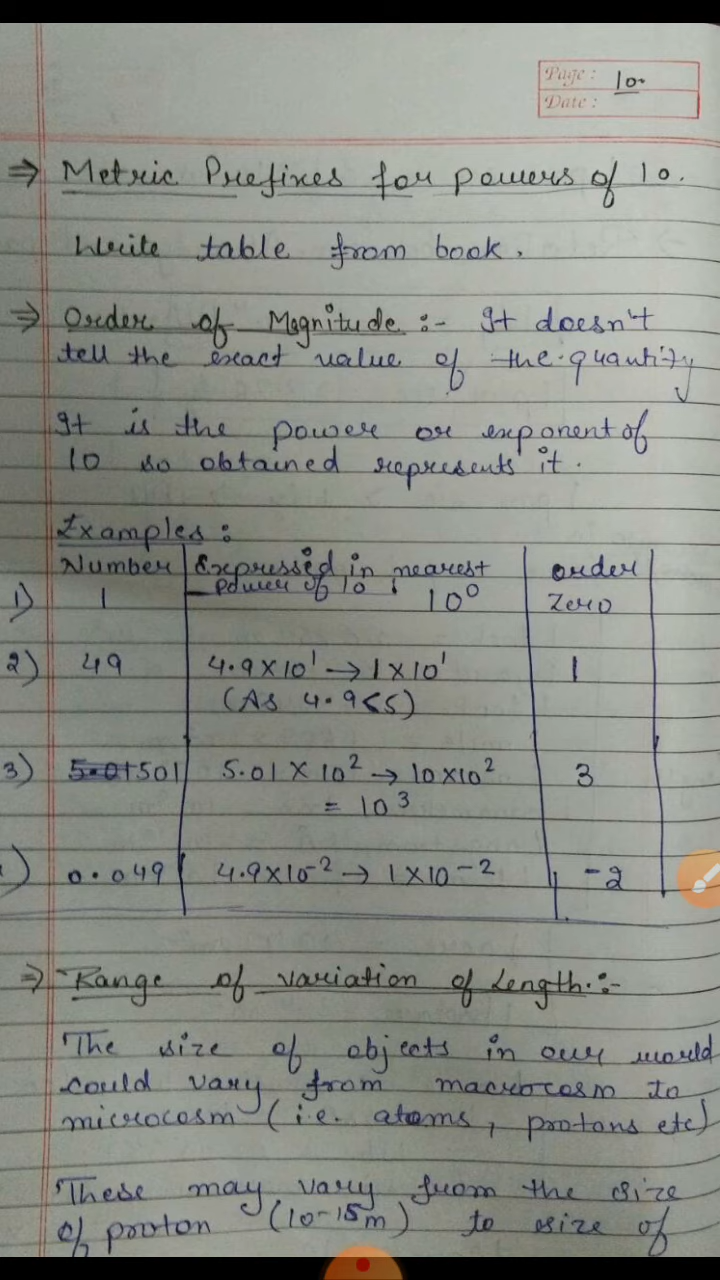 Page : 10.
Date :
⇒ Metric Prefixes for powers of 10.
Write table from book.
⇒ Order of Magnitude :- It doesn't
tell the exact value of the quantity
It is the power or exponent of
10 so obtained represents it.
Examples :
Number Expressed in nearest power of 10 order
1) 1 10⁰ Zero
2) 49 4.9×10¹ → 1×10¹ 1
(As 4.9<5)
3) 501 5.01 × 10² → 10×10² 3
= 10³
) 0.049 4.9×10-² → 1×10⁻² -2
⇒ Range of variation of Length :-
The size of objects in our world
could vary from macrocosm to
microcosm (i.e. atoms, protons etc)
These may vary from the size
of proton (10-15m) to size of